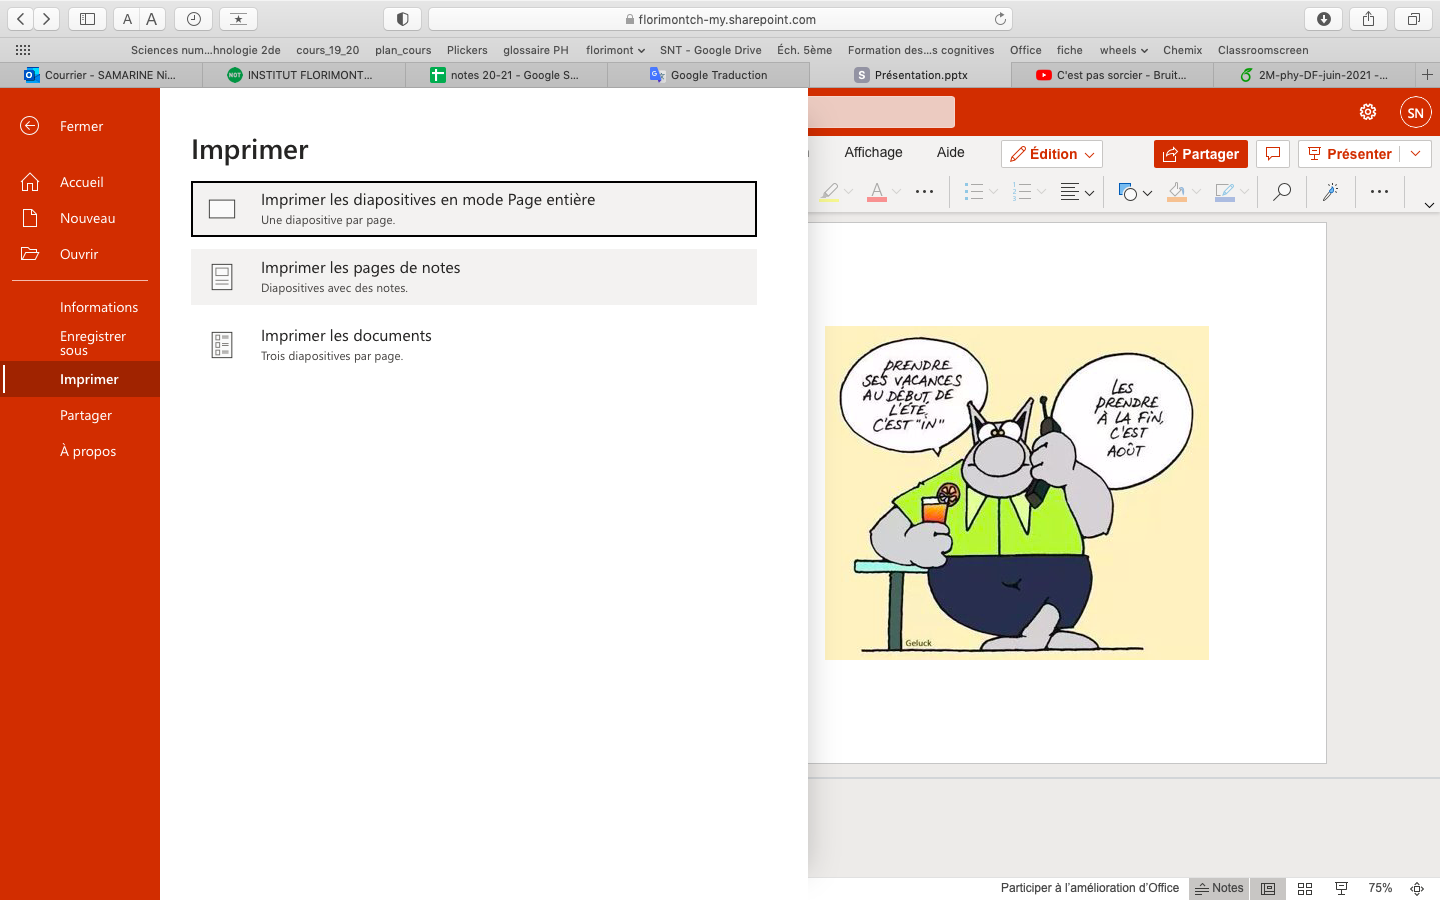 florimontch-my.sharepoint.com
Sciences num...hnologie 2de
cours_19_20
plan_cours
Plickers
glossaire PH
florimont
SNT - Google Drive
Éch. 5ème
Formation des...s cognitives
Office
fiche
wheels
Chemix
Classroomscreen
Courrier - SAMARINE Ni...
INSTITUT FLORIMONT...
notes 20-21 - Google S...
Google Traduction
Présentation.pptx
C'est pas sorcier - Bruit...
2M-phy-DF-juin-2021 -...
Fermer
Accueil
Nouveau
Ouvrir
Informations
Enregistrer
sous
Imprimer
Partager
À propos
Imprimer
Imprimer les diapositives en mode Page entière
Une diapositive par page.
Imprimer les pages de notes
Diapositives avec des notes.
Imprimer les documents
Trois diapositives par page.
SN
Affichage
Aide
Édition
Partager
Présenter
PRENDRE
SES VACANCES
AU DÉBUT DE
L'ÉTÉ,
C'EST "IN"
LES
PRENDRE
À LA FIN,
C'EST
AOÛT
Geluck
Participer à l'amélioration d'Office
Notes
75%